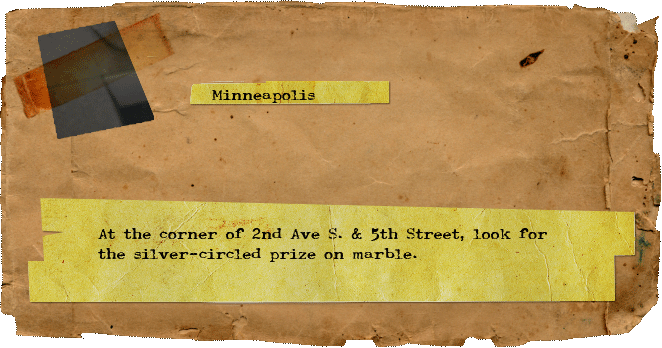 Minneapolis
At the corner of 2nd Ave S. & 5th Street, look for
the silver-circled prize on marble.